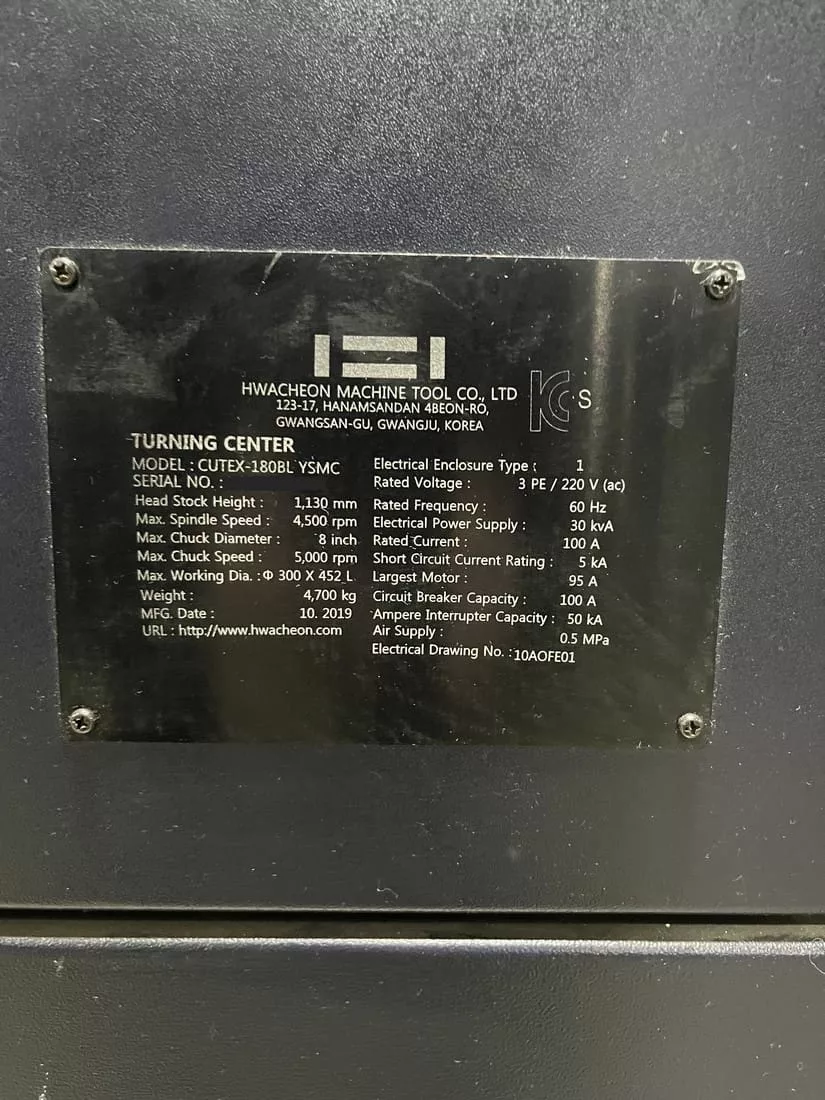 HWACHEON MACHINE TOOL CO., LTD
123-17, HANAMSANDAN 4BEON-RO,
GWANGSAN-GU, GWANGJU, KOREA
KC S
TURNING CENTER
MODEL : CUTEX-180BL YSMC
SERIAL NO. :
Head Stock Height : 1,130 mm
Max. Spindle Speed : 4,500 rpm
Max. Chuck Diameter : 8 inch
Max. Chuck Speed : 5,000 rpm
Max. Working Dia. : Φ 300 X 452 L
Weight : 4,700 kg
MFG. Date : 10. 2019
URL : http://www.hwacheon.com
Electrical Enclosure Type : 1
Rated Voltage : 3 PE / 220 V (ac)
Rated Frequency : 60 Hz
Electrical Power Supply : 30 kvA
Rated Current : 100 A
Short Circuit Current Rating : 5 kA
Largest Motor : 95 A
Circuit Breaker Capacity : 100 A
Ampere Interrupter Capacity : 50 kA
Air Supply : 0.5 MPa
Electrical Drawing No. : 10AOFE01